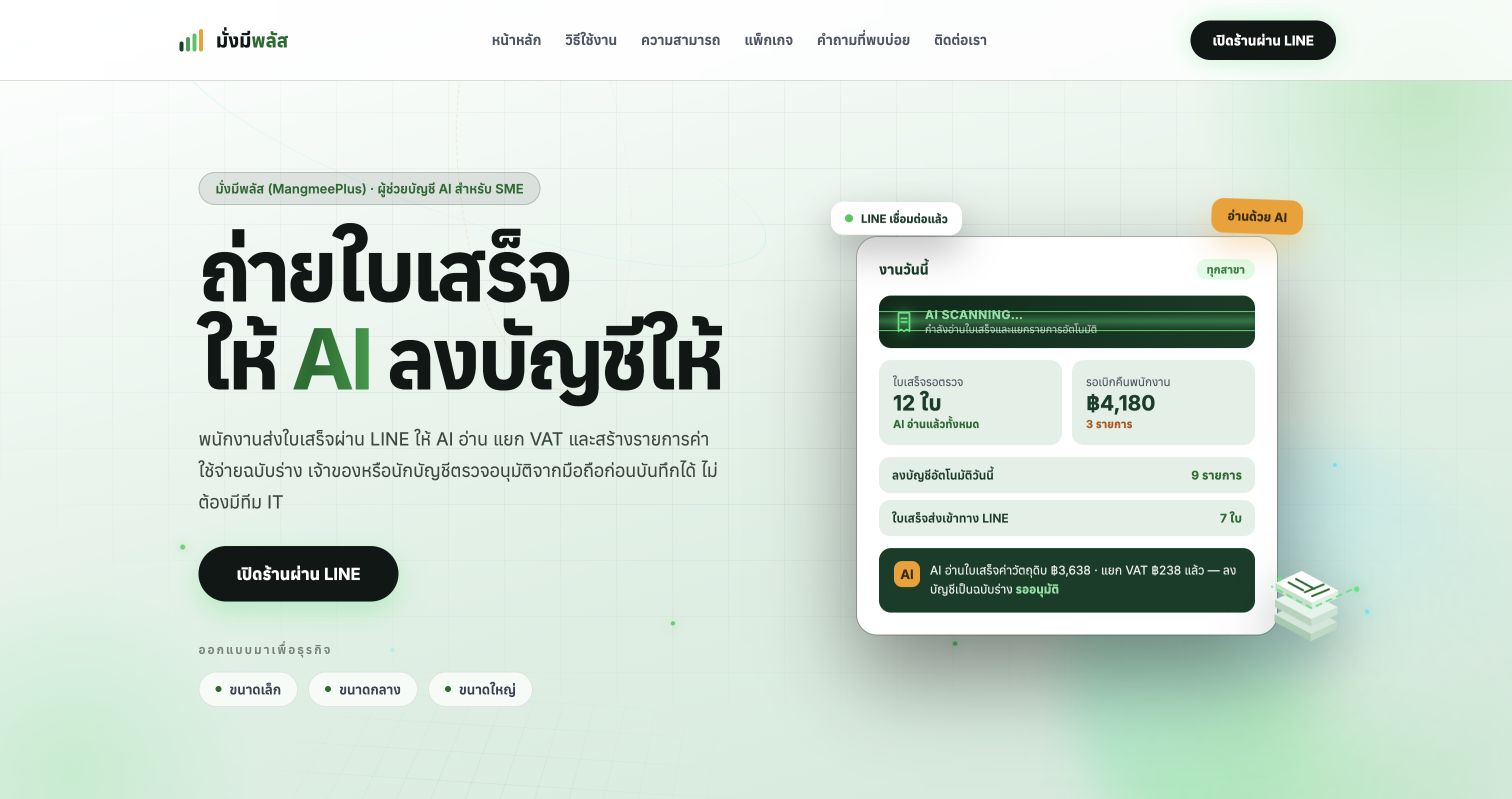 มั่งมีพลัส
หน้าหลัก
วิธีใช้งาน
ความสามารถ
แพ็กเกจ
คำถามที่พบบ่อย
ติดต่อเรา
เปิดร้านผ่าน LINE
มั่งมีพลัส (MangmeePlus) · ผู้ช่วยบัญชี AI สำหรับ SME
ถ่ายใบเสร็จ
ให้ AI ลงบัญชีให้
พนักงานส่งใบเสร็จผ่าน LINE ให้ AI อ่าน แยก VAT และสร้างรายการค่า
ใช้จ่ายฉบับร่าง เจ้าของหรือนักบัญชีตรวจอนุมัติจากมือถือก่อนบันทึกได้ ไม่
ต้องมีทีม IT
เปิดร้านผ่าน LINE
ออกแบบมาเพื่อธุรกิจ
ขนาดเล็ก
ขนาดกลาง
ขนาดใหญ่
LINE เชื่อมต่อแล้ว
อ่านด้วย AI
งานวันนี้
ทุกสาขา
AI SCANNING...
กำลังอ่านใบเสร็จและแยกรายการอัตโนมัติ
ใบเสร็จรอตรวจ
12 ใบ
AI อ่านแล้วทั้งหมด
รอเบิกคืนพนักงาน
฿4,180
3 รายการ
ลงบัญชีอัตโนมัติวันนี้
9 รายการ
ใบเสร็จส่งเข้าทาง LINE
7 ใบ
AI
AI อ่านใบเสร็จค่าวัตถุดิบ ฿3,638 · แยก VAT ฿238 แล้ว — ลง
บัญชีเป็นฉบับร่าง รออนุมัติ